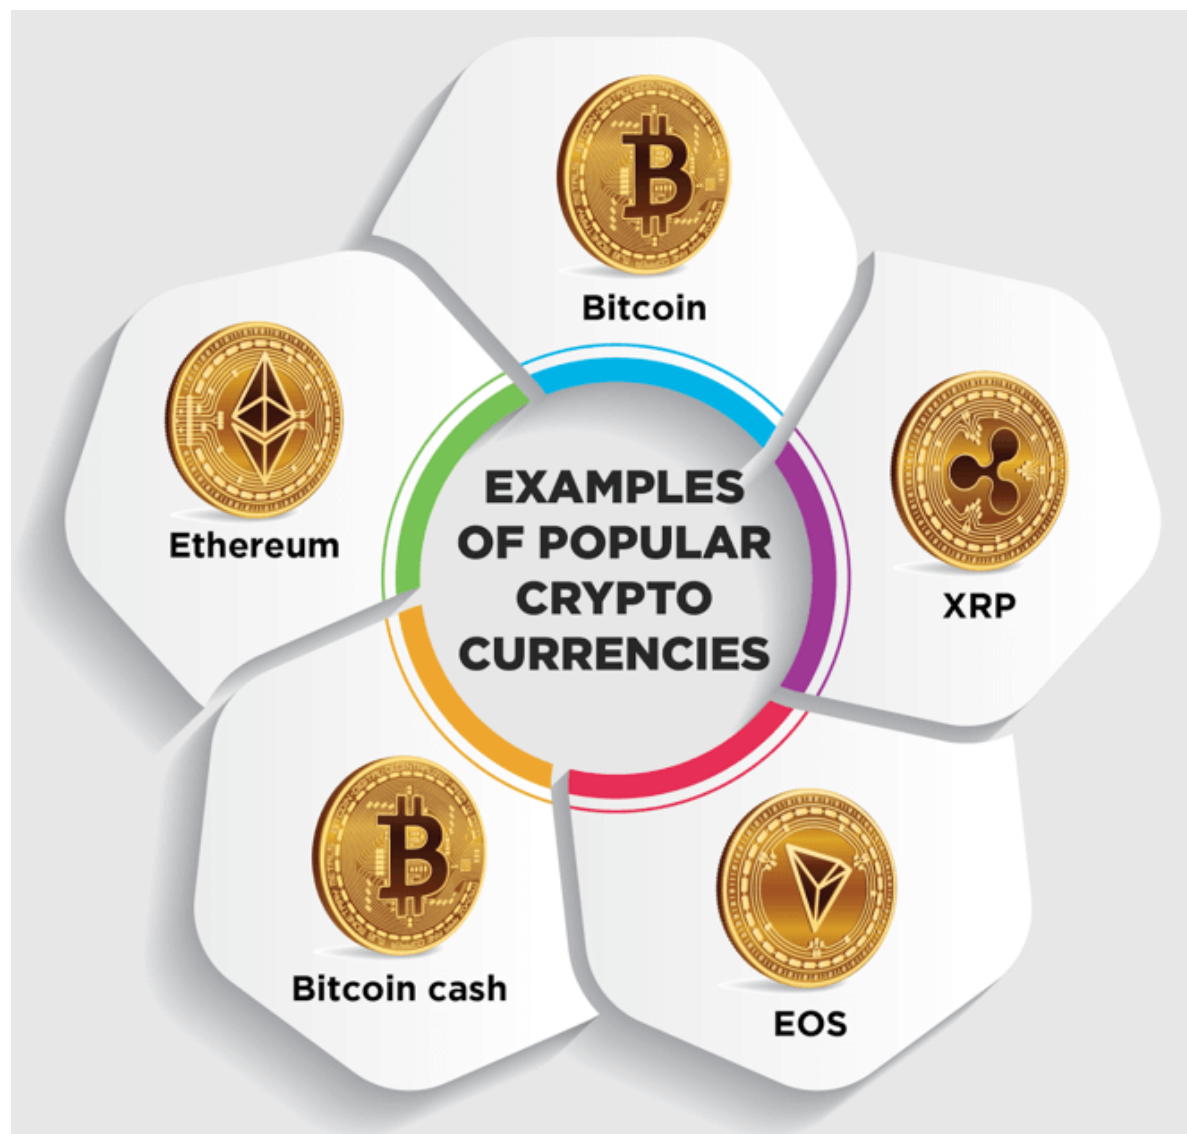 Bitcoin
Ethereum
EXAMPLES
OF POPULAR
CRYPTO
CURRENCIES
XRP
Bitcoin cash
EOS